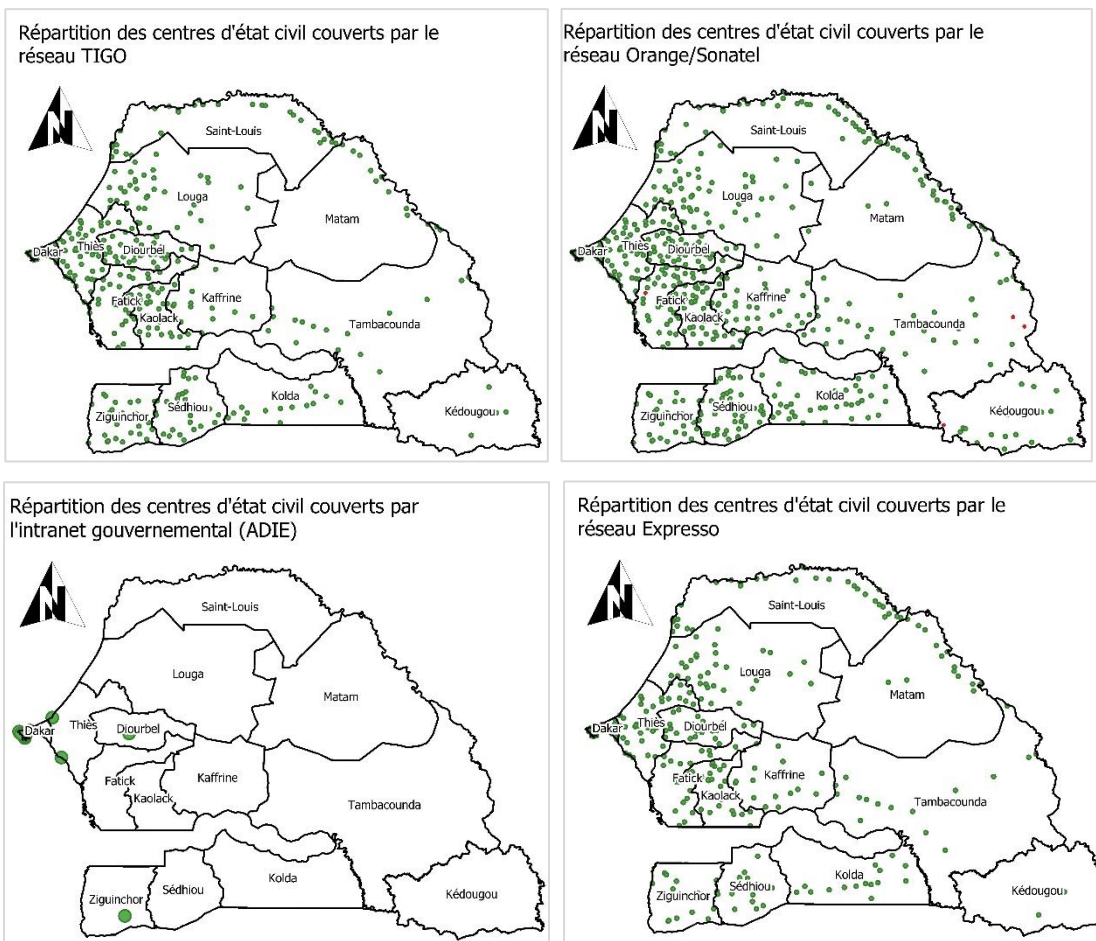 Répartition des centres d'état civil couverts par le
réseau TIGO
N
Saint-Louis
Louga
Matam
Dakar
Thiès
Diourbel
Fatick
Kaolack
Kaffrine
Tambacounda
Ziguinchor
Sédhiou
Kolda
Kédougou
Répartition des centres d'état civil couverts par le
réseau Orange/Sonatel
N
Saint-Louis
Louga
Matam
Dakar
Thiès
Diourbel
Fatick
Kaolack
Kaffrine
Tambacounda
Ziguinchor
Sédhiou
Kolda
Kédougou
Répartition des centres d'état civil couverts par
l'intranet gouvernemental (ADIE)
N
Saint-Louis
Louga
Matam
Dakar
Thiès
Diourbel
Fatick
Kaolack
Kaffrine
Tambacounda
Ziguinchor
Sédhiou
Kolda
Kédougou
Répartition des centres d'état civil couverts par le
réseau Expresso
N
Saint-Louis
Louga
Matam
Dakar
Thiès
Diourbel
Fatick
Kaolack
Kaffrine
Tambacounda
Ziguinchor
Sédhiou
Kolda
Kédougou